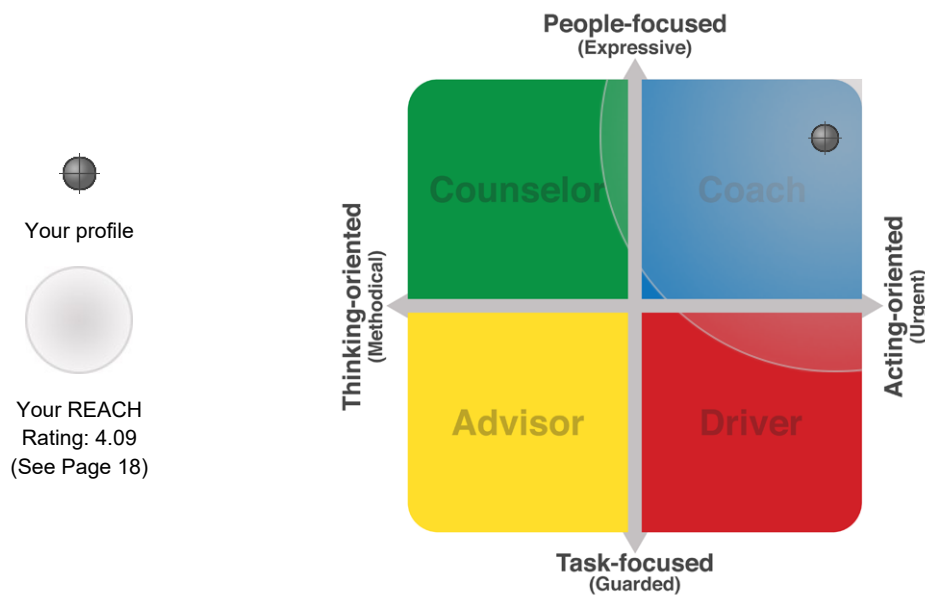 People-focused
(Expressive)
Your profile
Your REACH
Rating: 4.09
(See Page 18)
Thinking-oriented
(Methodical)
Counselor
Coach
Advisor
Driver
Acting-oriented
(Urgent)
Task-focused
(Guarded)